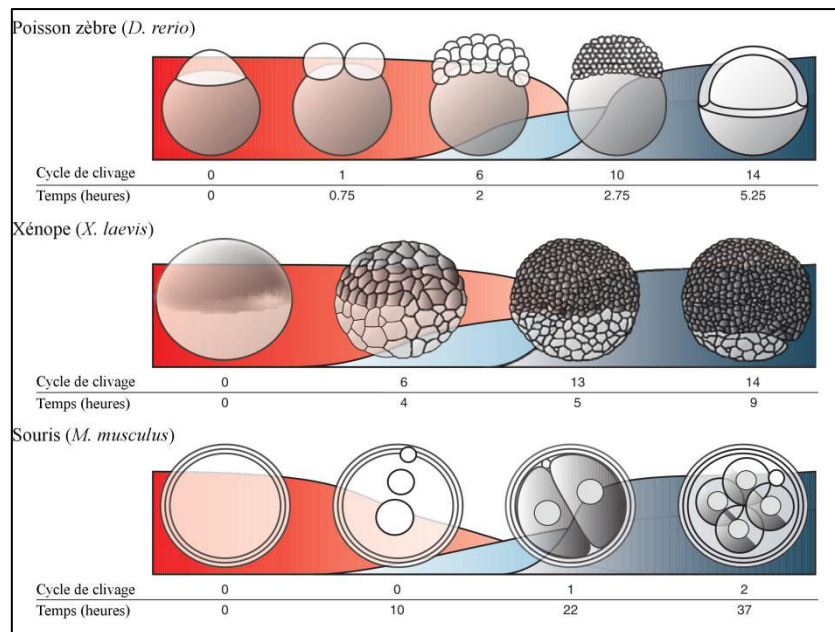 Poisson zèbre (D. rerio)
Cycle de clivage 0 1 6 10 14
Temps (heures) 0 0.75 2 2.75 5.25
Xénope (X. laevis)
Cycle de clivage 0 6 13 14
Temps (heures) 0 4 5 9
Souris (M. musculus)
Cycle de clivage 0 0 1 2
Temps (heures) 0 10 22 37